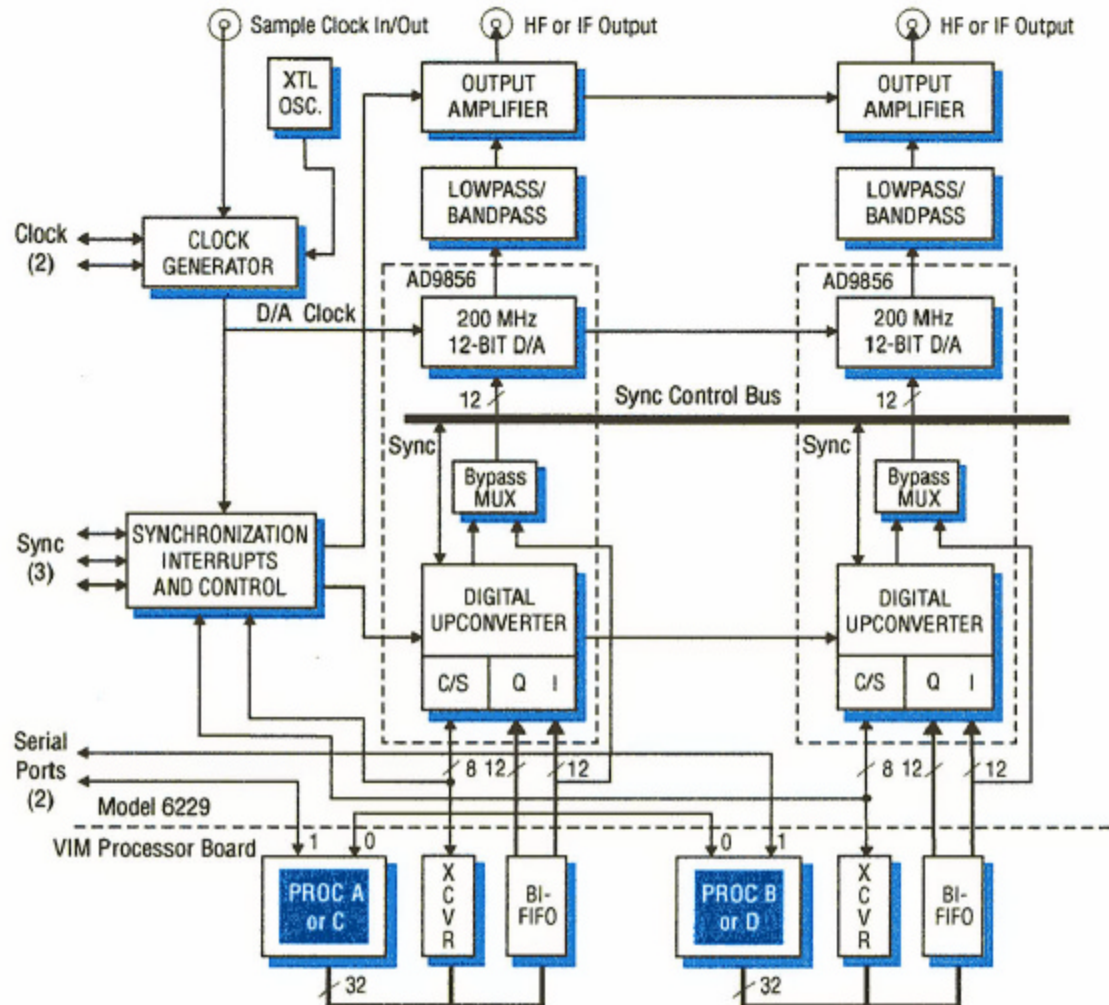 Sample Clock In/Out
HF or IF Output
HF or IF Output
XTL
OSC.
OUTPUT
AMPLIFIER
OUTPUT
AMPLIFIER
LOWPASS/
BANDPASS
LOWPASS/
BANDPASS
Clock
(2)
CLOCK
GENERATOR
AD9856
AD9856
D/A Clock
200 MHz
12-BIT D/A
200 MHz
12-BIT D/A
12
Sync Control Bus
12
Sync
Bypass
MUX
Sync
Bypass
MUX
Sync
(3)
SYNCHRONIZATION
INTERRUPTS
AND CONTROL
DIGITAL
UPCONVERTER
C/S
Q
I
DIGITAL
UPCONVERTER
C/S
Q
I
Serial
Ports
(2)
8
12
12
8
12
12
Model 6229
VIM Processor Board
1
0
0
1
PROC A
or C
X
C
V
R
BI-
FIFO
PROC B
or D
X
C
V
R
BI-
FIFO
32
32